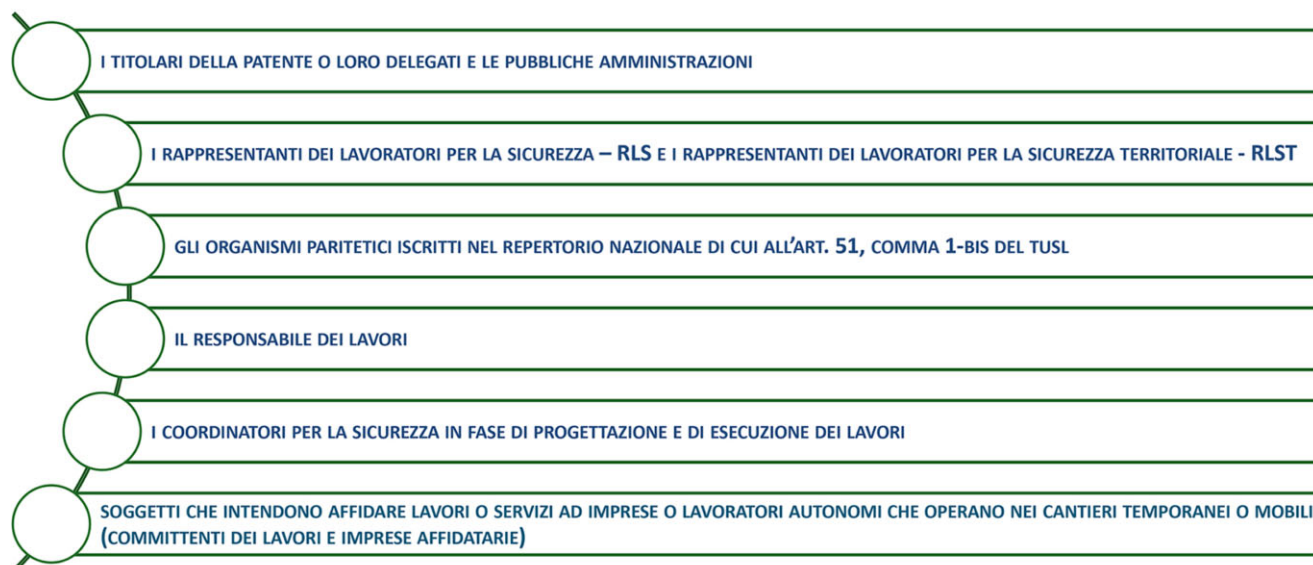 I TITOLARI DELLA PATENTE O LORO DELEGATI E LE PUBBLICHE AMMINISTRAZIONI
I RAPPRESENTANTI DEI LAVORATORI PER LA SICUREZZA – RLS E I RAPPRESENTANTI DEI LAVORATORI PER LA SICUREZZA TERRITORIALE - RLST
GLI ORGANISMI PARITETICI ISCRITTI NEL REPERTORIO NAZIONALE DI CUI ALL’ART. 51, COMMA 1-BIS DEL TUSL
IL RESPONSABILE DEI LAVORI
I COORDINATORI PER LA SICUREZZA IN FASE DI PROGETTAZIONE E DI ESECUZIONE DEI LAVORI
SOGGETTI CHE INTENDONO AFFIDARE LAVORI O SERVIZI AD IMPRESE O LAVORATORI AUTONOMI CHE OPERANO NEI CANTIERI TEMPORANEI O MOBILI
(COMMITTENTI DEI LAVORI E IMPRESE AFFIDATARIE)